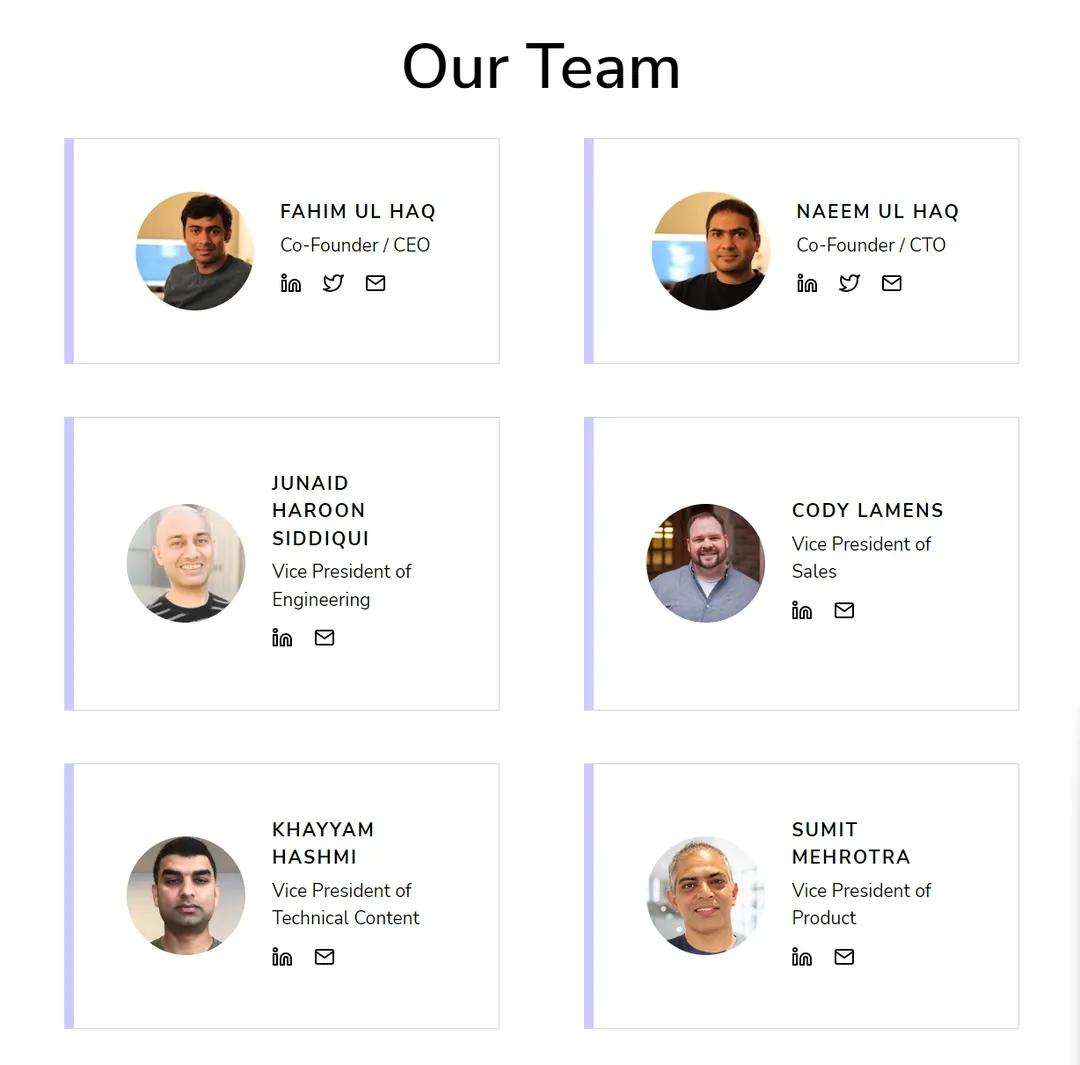 Our Team
FAHIM UL HAQ
Co-Founder / CEO
NAEEM UL HAQ
Co-Founder / CTO
JUNAID
HAROON
SIDDIQUI
Vice President of
Engineering
CODY LAMENS
Vice President of
Sales
KHAYYAM
HASHMI
Vice President of
Technical Content
SUMIT
MEHROTRA
Vice President of
Product